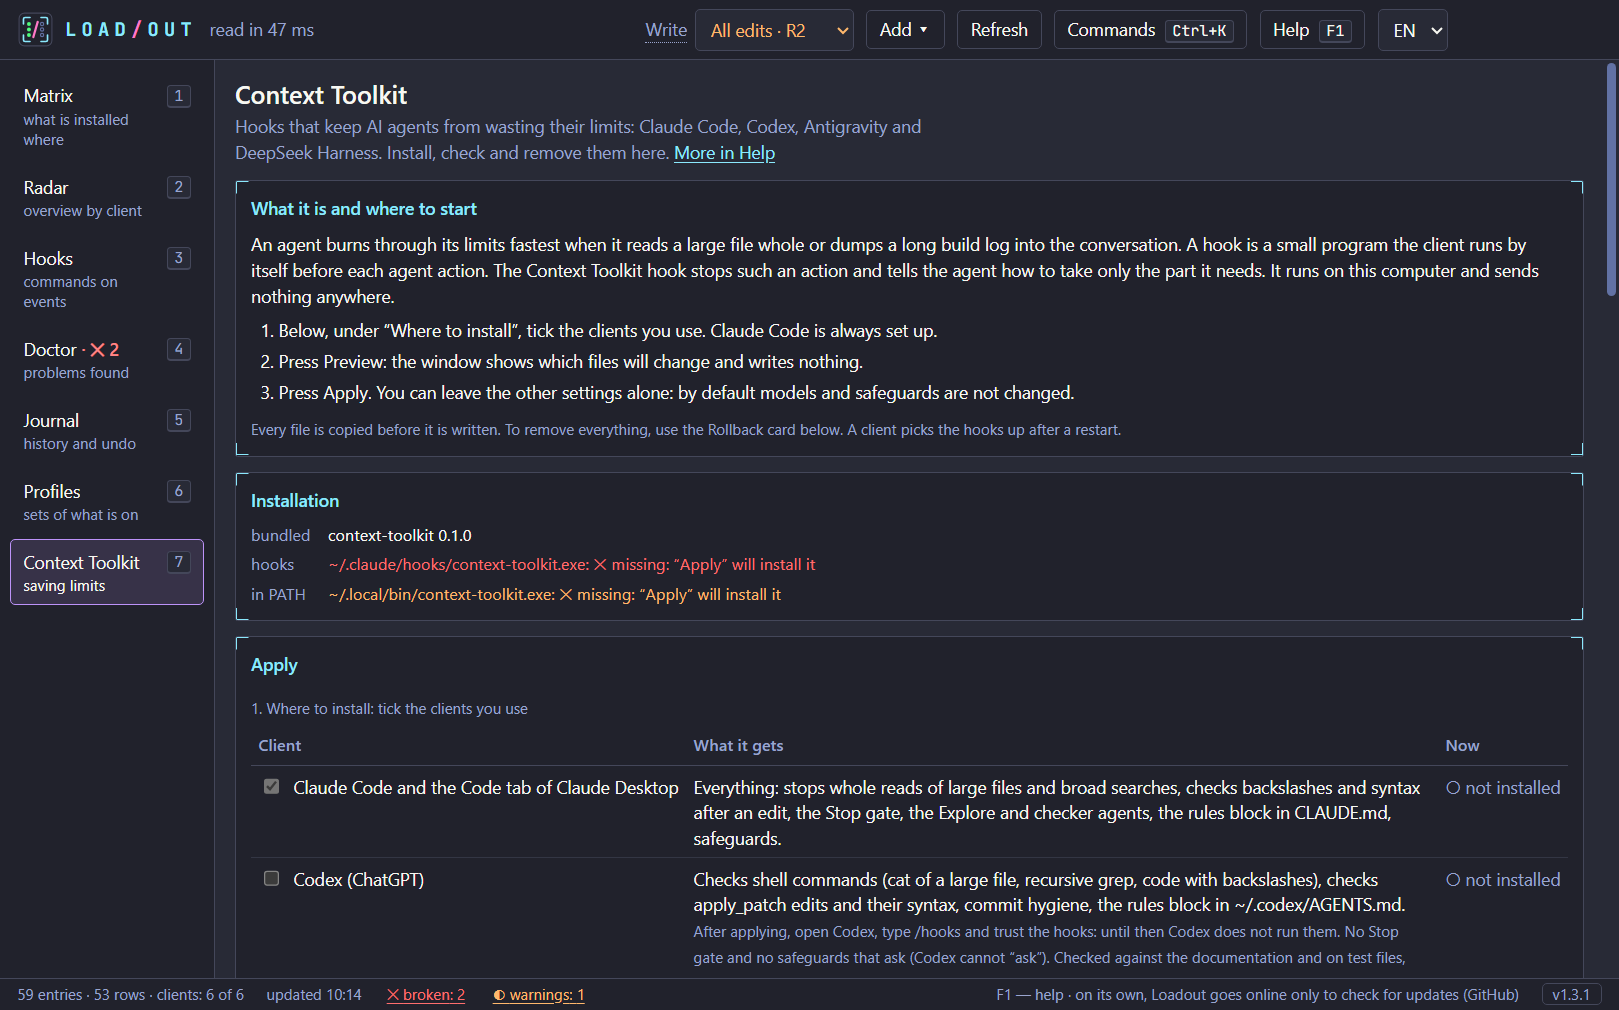 LOAD/OUT read in 47 ms Write All edits · R2 Add ▾ Refresh Commands Ctrl+K Help F1 EN
Matrix 1
what is installed
where
Radar 2
overview by client
Hooks 3
commands on
events
Doctor · ✕ 2 4
problems found
Journal 5
history and undo
Profiles 6
sets of what is on
Context Toolkit 7
saving limits
Context Toolkit
Hooks that keep AI agents from wasting their limits: Claude Code, Codex, Antigravity and
DeepSeek Harness. Install, check and remove them here. More in Help
What it is and where to start
An agent burns through its limits fastest when it reads a large file whole or dumps a long build log into the conversation. A hook is a small program the client runs by
itself before each agent action. The Context Toolkit hook stops such an action and tells the agent how to take only the part it needs. It runs on this computer and sends
nothing anywhere.
1. Below, under “Where to install”, tick the clients you use. Claude Code is always set up.
2. Press Preview: the window shows which files will change and writes nothing.
3. Press Apply. You can leave the other settings alone: by default models and safeguards are not changed.
Every file is copied before it is written. To remove everything, use the Rollback card below. A client picks the hooks up after a restart.
Installation
bundled context-toolkit 0.1.0
hooks ~/.claude/hooks/context-toolkit.exe: ✕ missing: “Apply” will install it
in PATH ~/.local/bin/context-toolkit.exe: ✕ missing: “Apply” will install it
Apply
1. Where to install: tick the clients you use
Client What it gets Now
Claude Code and the Code tab of Claude Desktop Everything: stops whole reads of large files and broad searches, checks backslashes and syntax ○ not installed
after an edit, the Stop gate, the Explore and checker agents, the rules block in CLAUDE.md,
safeguards.
Codex (ChatGPT) Checks shell commands (cat of a large file, recursive grep, code with backslashes), checks ○ not installed
apply_patch edits and their syntax, commit hygiene, the rules block in ~/.codex/AGENTS.md.
After applying, open Codex, type /hooks and trust the hooks: until then Codex does not run them. No Stop
gate and no safeguards that ask (Codex cannot “ask”). Checked against the documentation and on test files,
59 entries · 53 rows · clients: 6 of 6 updated 10:14 ✕ broken: 2 ◐ warnings: 1 F1 — help · on its own, Loadout goes online only to check for updates (GitHub) v1.3.1